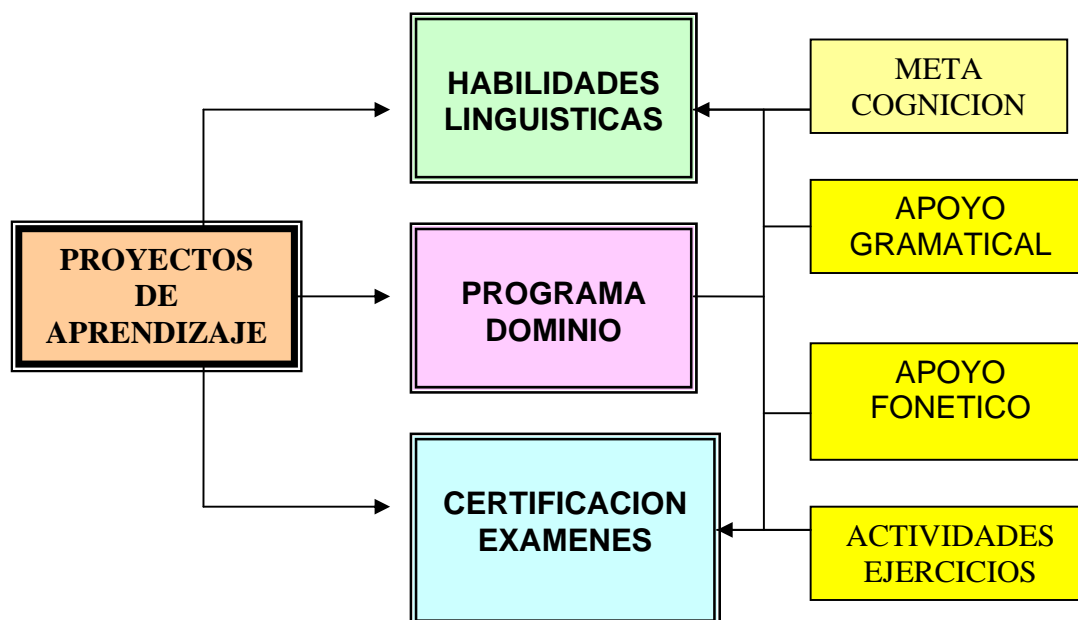 HABILIDADES
LINGUISTICAS
META
COGNICION
APOYO
GRAMATICAL
PROYECTOS
DE
APRENDIZAJE
PROGRAMA
DOMINIO
APOYO
FONETICO
CERTIFICACION
EXAMENES
ACTIVIDADES
EJERCICIOS